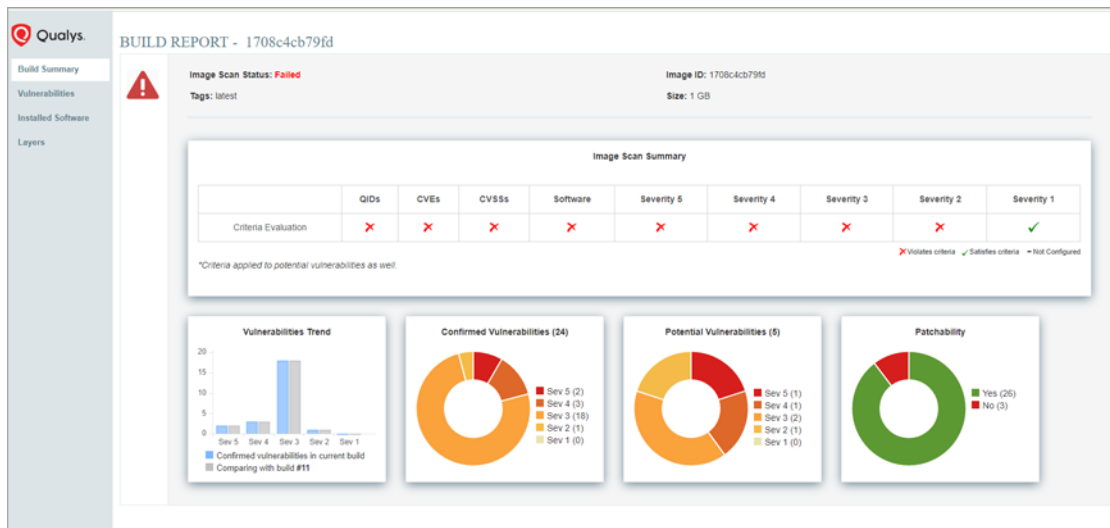 Qualys.
Build Summary
Vulnerabilities
Installed Software
Layers
BUILD REPORT - 1708c4cb79fd
Image Scan Status: Failed
Image ID: 1708c4cb79fd
Tags: latest
Size: 1 GB
Image Scan Summary
QIDs CVEs CVSSs Software Severity 5 Severity 4 Severity 3 Severity 2 Severity 1
Criteria Evaluation ✗ ✗ ✗ ✗ ✗ ✗ ✗ ✗ ✓
✗ Violates criteria ✓ Satisfies criteria - Not Configured
*Criteria applied to potential vulnerabilities as well.
Vulnerabilities Trend
20
15
10
5
0
Sev 5 Sev 4 Sev 3 Sev 2 Sev 1
Confirmed vulnerabilities in current build
Comparing with build #11
Confirmed Vulnerabilities (24)
Sev 5 (2)
Sev 4 (3)
Sev 3 (18)
Sev 2 (1)
Sev 1 (0)
Potential Vulnerabilities (5)
Sev 5 (1)
Sev 4 (1)
Sev 3 (2)
Sev 2 (1)
Sev 1 (0)
Patchability
Yes (26)
No (3)